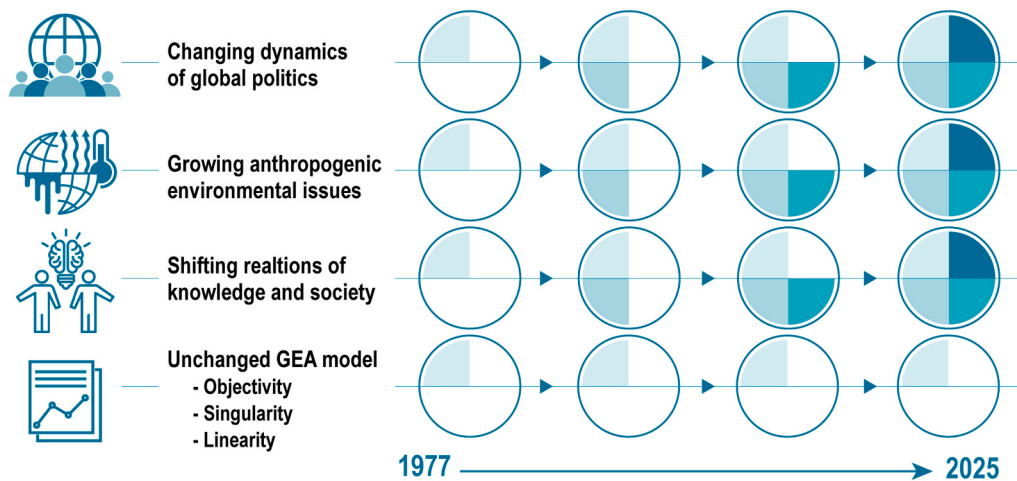 Changing dynamics
of global politics
Growing anthropogenic
environmental issues
Shifting realtions of
knowledge and society
Unchanged GEA model
- Objectivity
- Singularity
- Linearity
1977
2025